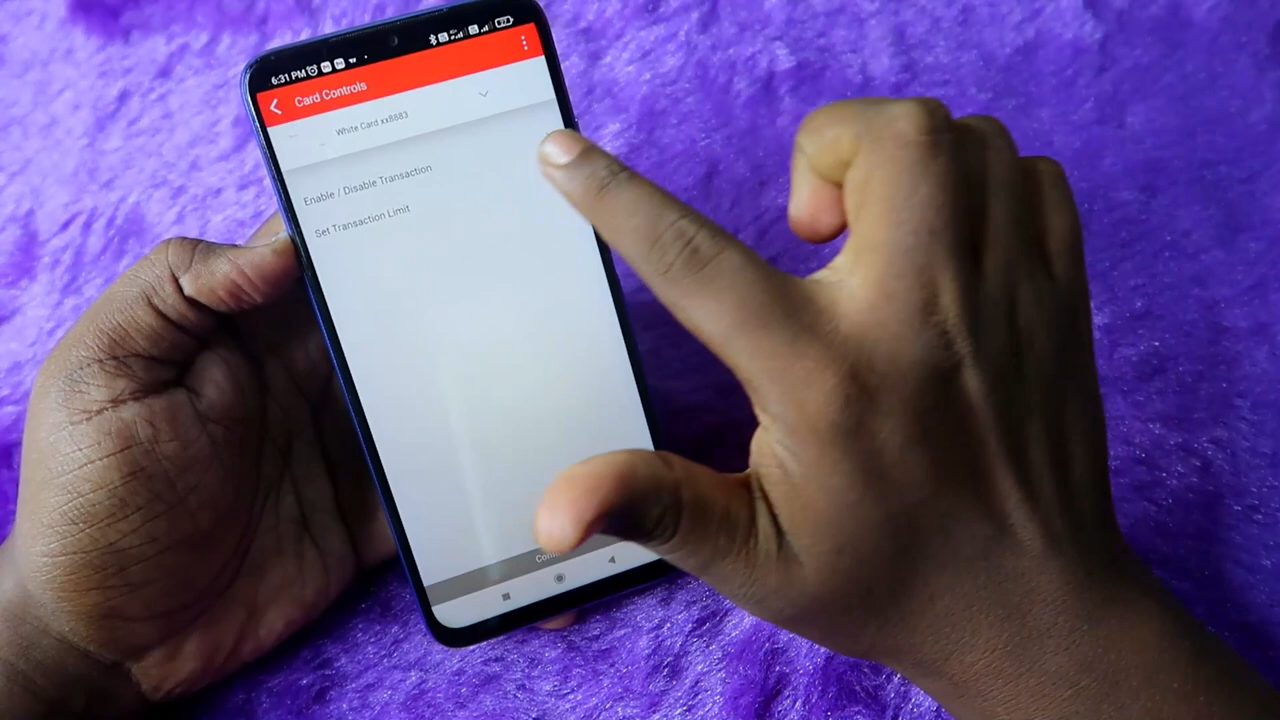 6:31 PM
Card Controls
White Card xx8883
Enable / Disable Transaction
Set Transaction Limit